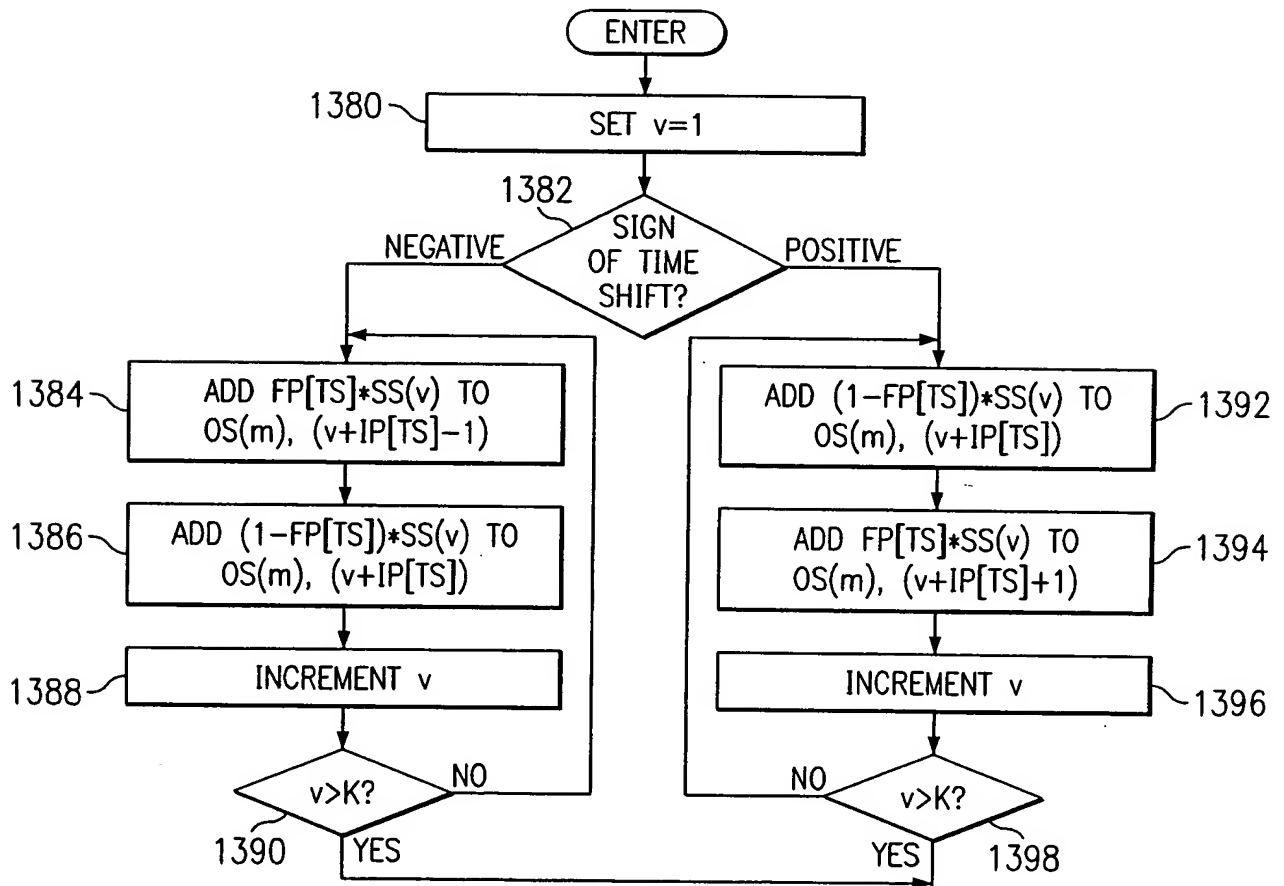 ENTER
1380
SET v=1
1382
SIGN
OF TIME
SHIFT?
NEGATIVE
POSITIVE
1384
ADD FP[TS]*SS(v) TO
OS(m), (v+IP[TS]-1)
1386
ADD (1-FP[TS])*SS(v) TO
OS(m), (v+IP[TS])
1388
INCREMENT v
v>K?
NO
1390
YES
ADD (1-FP[TS])*SS(v) TO
OS(m), (v+IP[TS])
1392
ADD FP[TS]*SS(v) TO
OS(m), (v+IP[TS]+1)
1394
INCREMENT v
1396
NO
v>K?
YES
1398